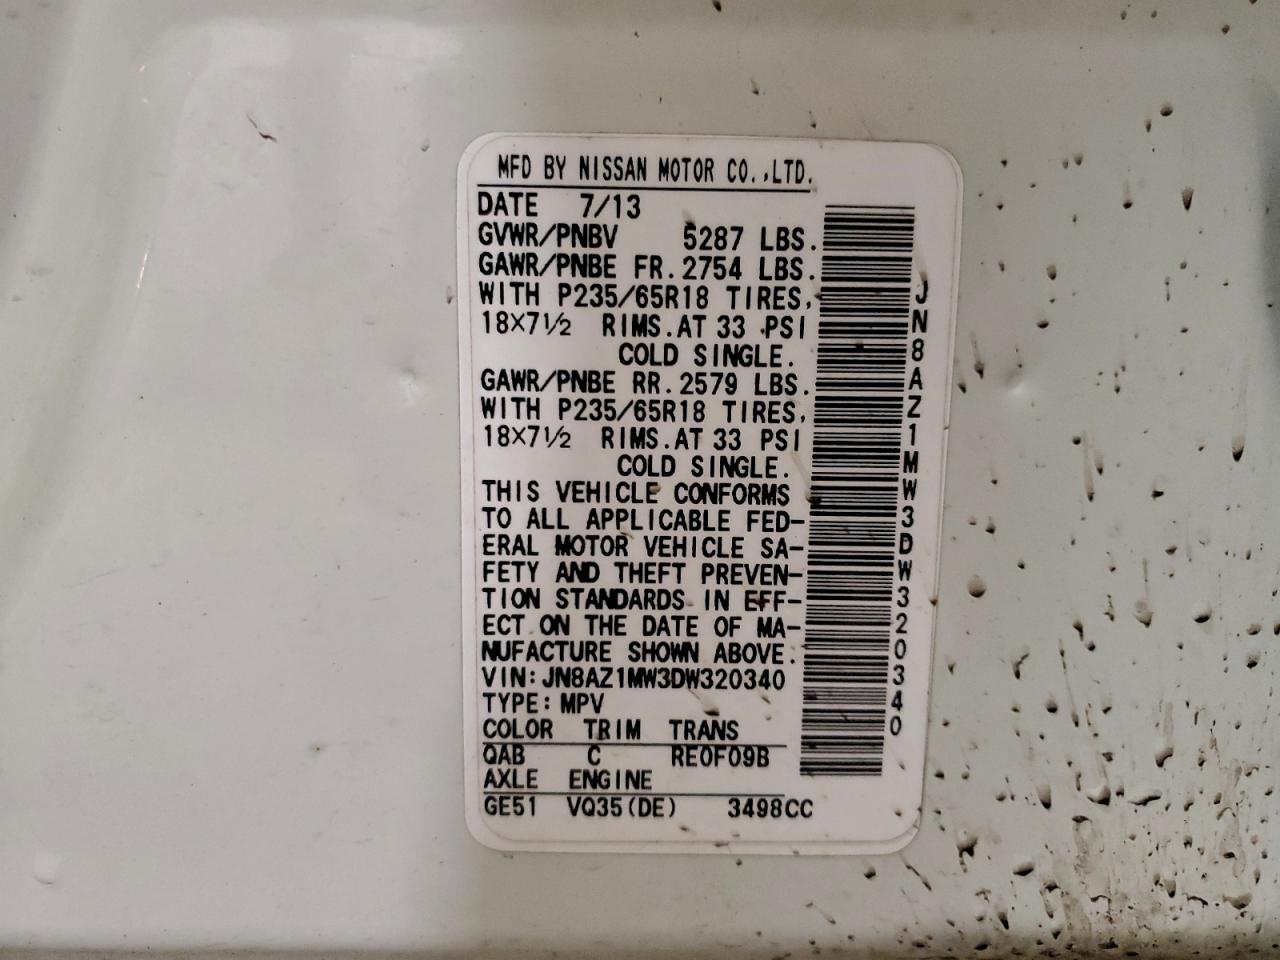 MFD BY NISSAN MOTOR CO.,LTD.
DATE 7/13
GVWR/PNBV 5287 LBS.
GAWR/PNBE FR. 2754 LBS.
WITH P235/65R18 TIRES,
18×7½ RIMS.AT 33 PSI
COLD SINGLE.
GAWR/PNBE RR. 2579 LBS.
WITH P235/65R18 TIRES,
18×7½ RIMS.AT 33 PSI
COLD SINGLE.
THIS VEHICLE CONFORMS
TO ALL APPLICABLE FED-
ERAL MOTOR VEHICLE SA-
FETY AND THEFT PREVEN-
TION STANDARDS IN EFF-
ECT ON THE DATE OF MA-
NUFACTURE SHOWN ABOVE.
VIN:JN8AZ1MW3DW320340
TYPE:MPV
COLOR TRIM TRANS
QAB C RE0F09B
AXLE ENGINE
GE51 VQ35(DE) 3498CC
JN8AZ1MW3DW320340